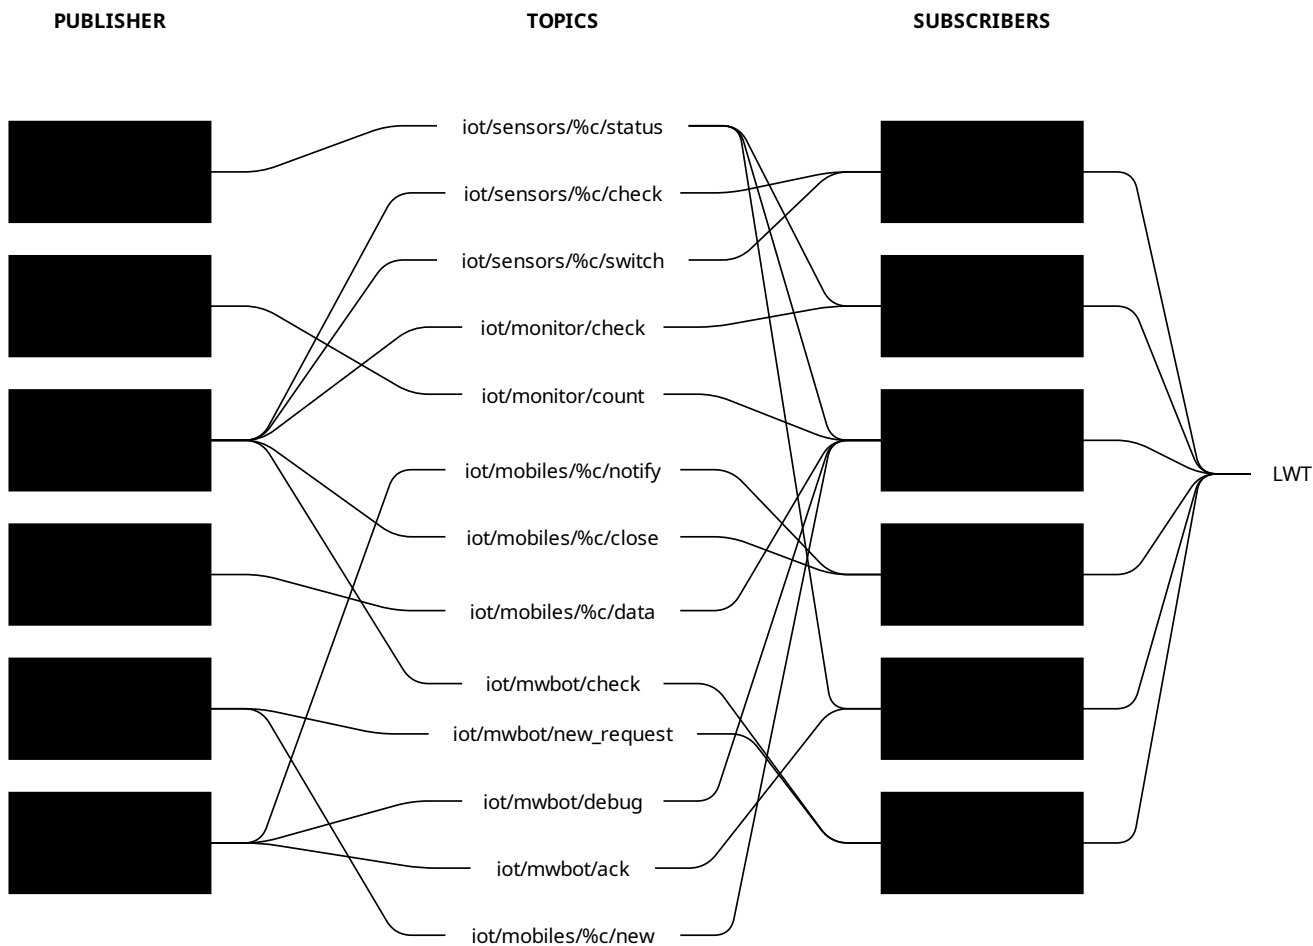 PUBLISHER
TOPICS
SUBSCRIBERS
iot/sensors/%c/status
iot/sensors/%c/check
iot/sensors/%c/switch
iot/monitor/check
iot/monitor/count
iot/mobiles/%c/notify
iot/mobiles/%c/close
iot/mobiles/%c/data
iot/mwbot/check
iot/mwbot/new_request
iot/mwbot/debug
iot/mwbot/ack
iot/mobiles/%c/new
LWT